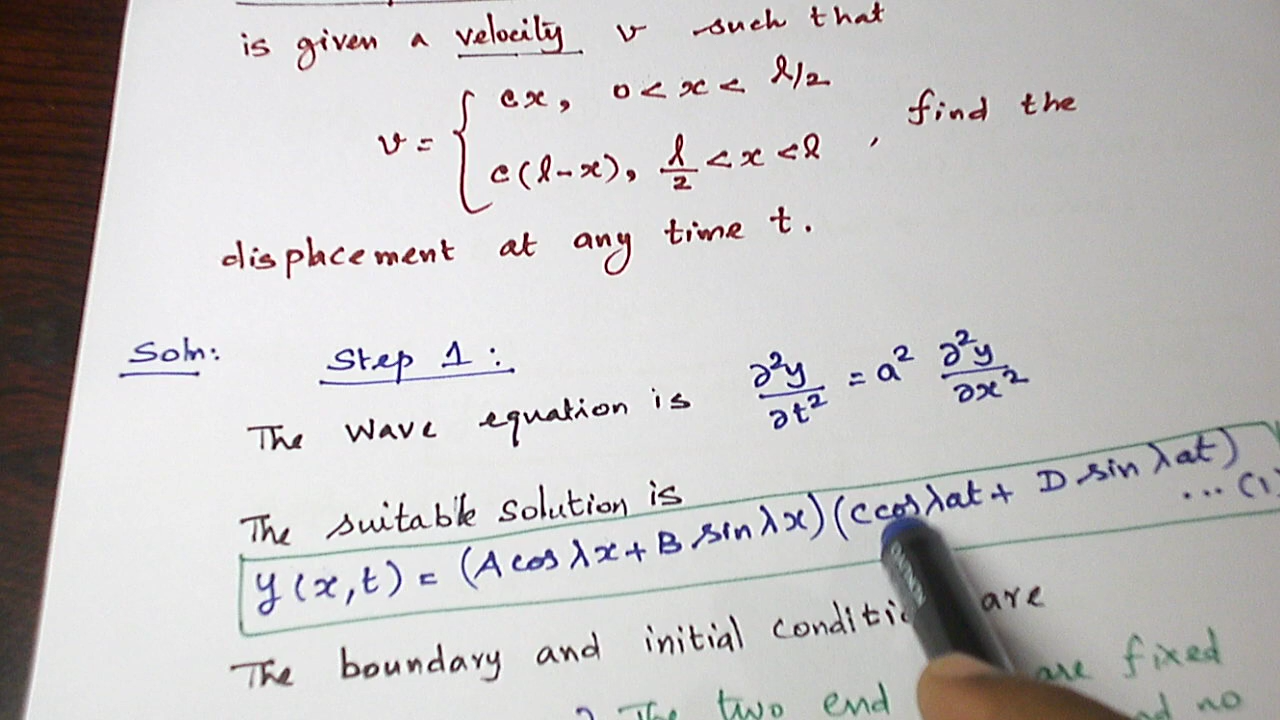 is given a velocity v such that
v = { cx, 0 < x < l/2
c(l-x), l/2 < x < l , find the
displacement at any time t.
Soln: Step 1:
The wave equation is ∂²y/∂t² = a² ∂²y/∂x²
The suitable solution is
y(x,t) = (A cos λx + B sin λx)(C cos λat + D sin λat) ... (1)
The boundary and initial are
The two end are fixed
no